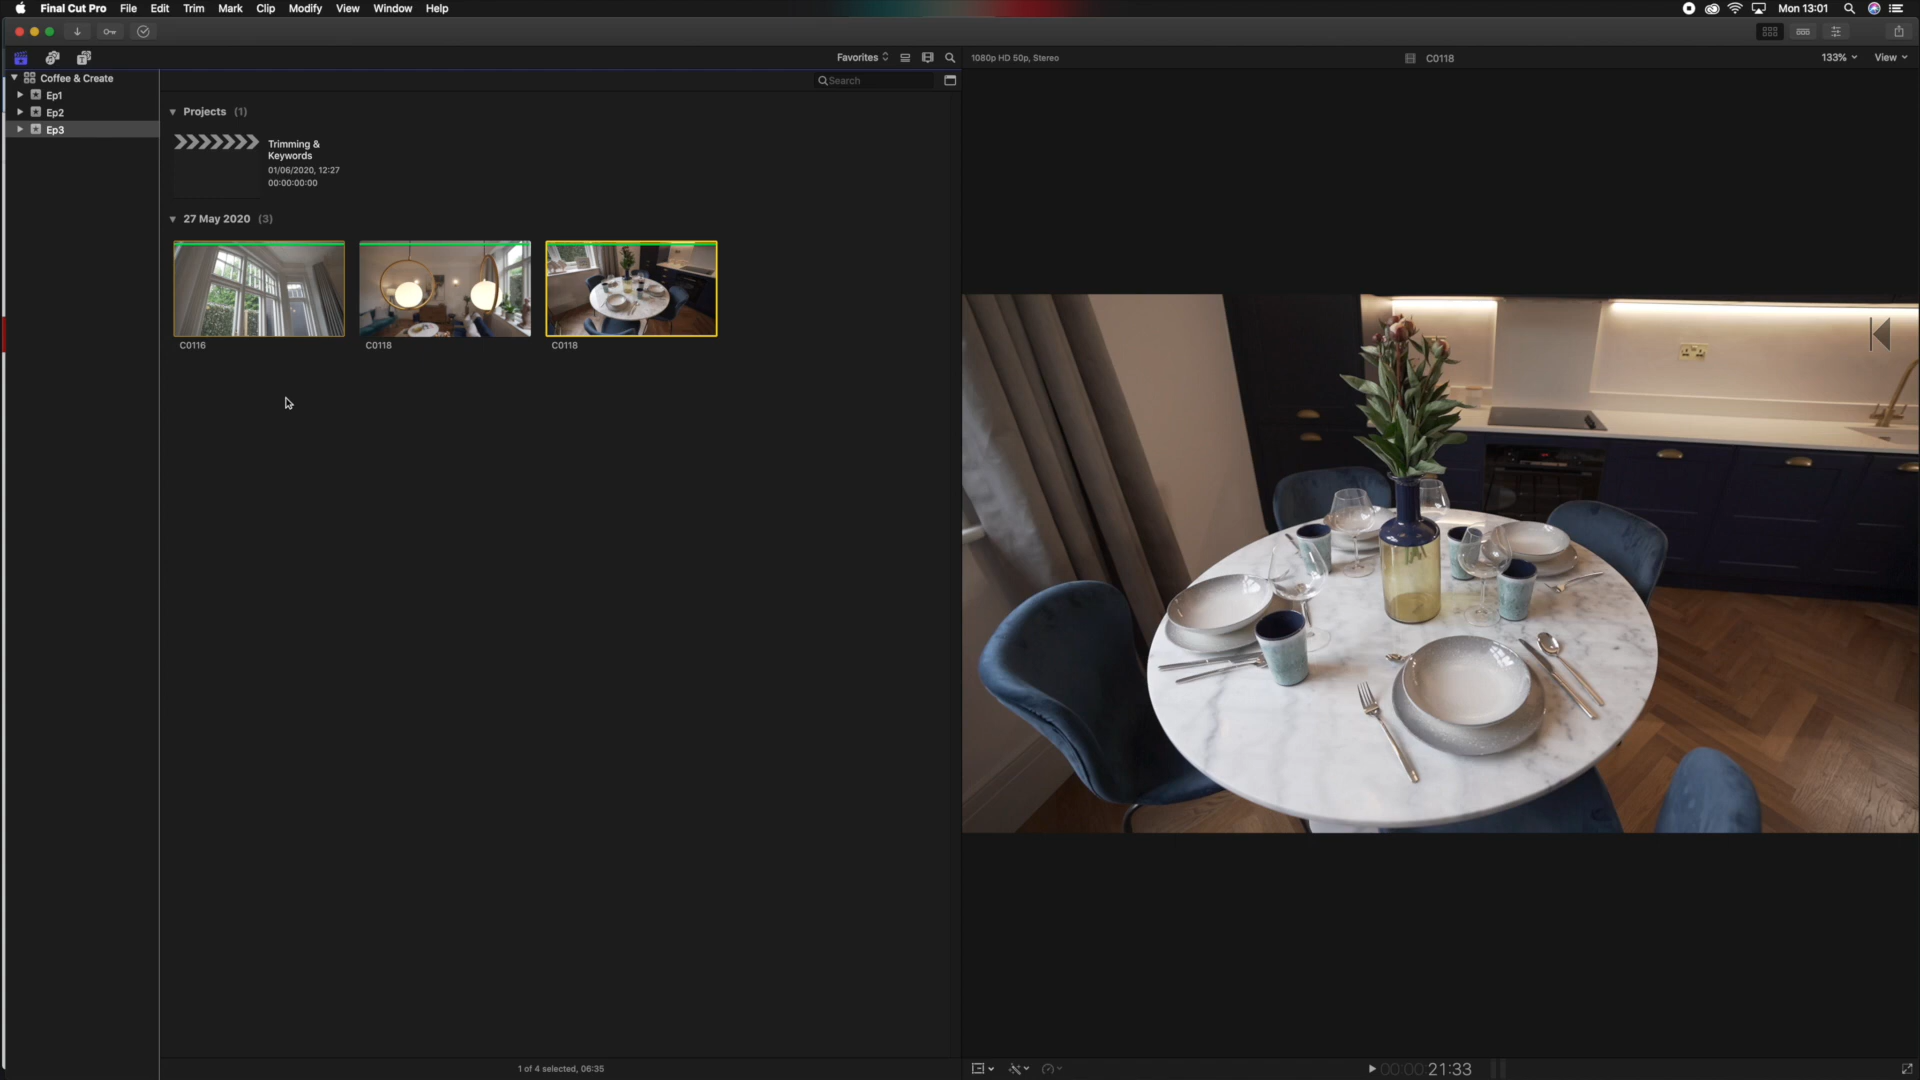 Final Cut Pro File Edit Trim Mark Clip Modify View Window Help
Mon 13:01
Favorites
1080p HD 50p, Stereo
C0118
133%
View
Coffee & Create
Search
Ep1
Ep2
Ep3
Projects (1)
Trimming &
Keywords
01/06/2020, 12:27
00:00:00:00
27 May 2020 (3)
C0116
C0118
C0118
1 of 4 selected, 06:35
00:00:21:33